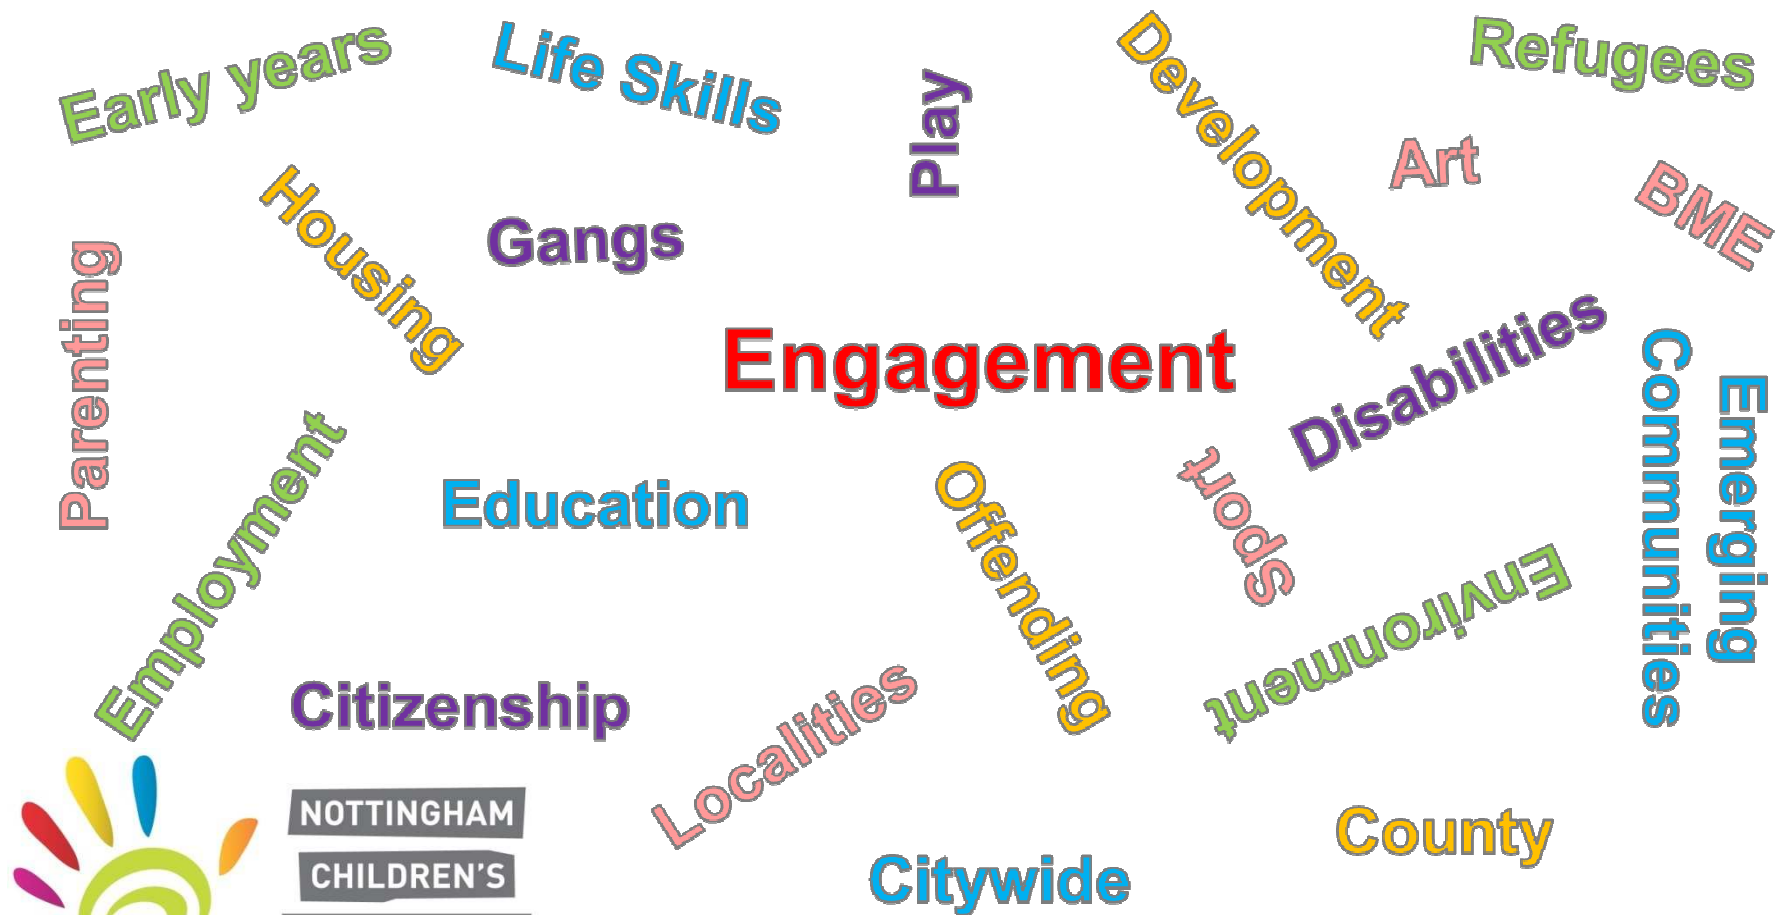 Early years
Life Skills
Play
Development
Refugees
Art
BME
Housing
Gangs
Parenting
Engagement
Disabilities
Emerging
Communities
Employment
Education
Offending
Sport
Environment
Citizenship
Localities
County
Citywide
NOTTINGHAM
CHILDREN'S